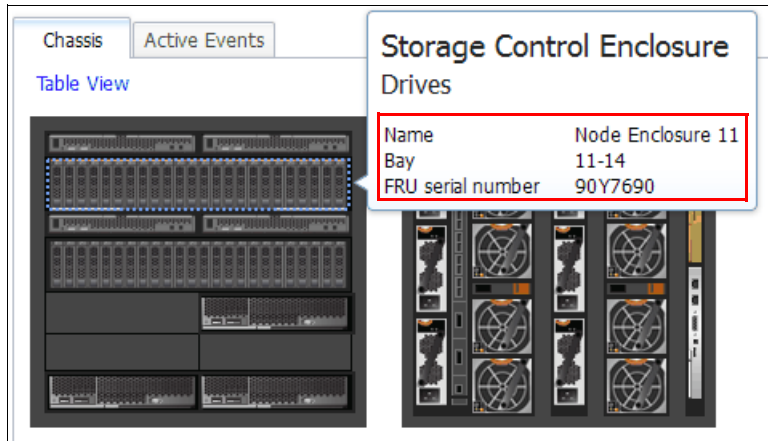 Chassis
Active Events
Table View
Storage Control Enclosure
Drives
Name Node Enclosure 11
Bay 11-14
FRU serial number 90Y7690